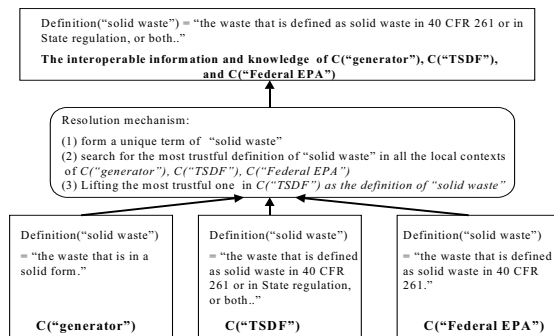 Definition(“solid waste”) = “the waste that is defined as solid waste in 40 CFR 261 or in
State regulation, or both..”
The interoperable information and knowledge of C(“generator”), C(“TSDF”),
and C(“Federal EPA”)
Resolution mechanism:
(1) form a unique term of “solid waste”
(2) search for the most trustful definition of “solid waste” in all the local contexts
of C(“generator”), C(“TSDF”), C(“Federal EPA”)
(3) Lifting the most trustful one in C(“TSDF”) as the definition of “solid waste”
Definition(“solid waste”)
= “the waste that is in a
solid form.”
C(“generator”)
Definition(“solid waste”)
= “the waste that is defined
as solid waste in 40 CFR
261 or in State regulation,
or both..”
C(“TSDF”)
Definition(“solid waste”)
= “the waste that is defined
as solid waste in 40 CFR
261.”
C(“Federal EPA”)